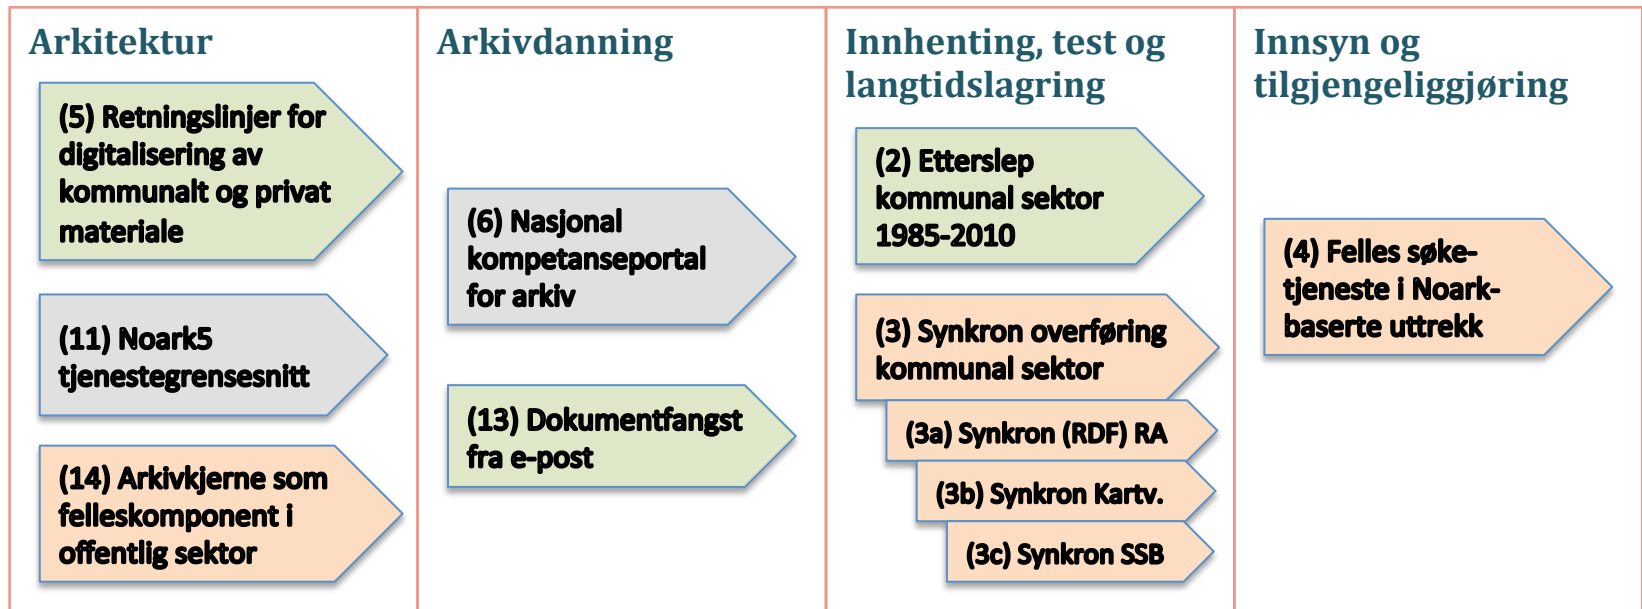 Arkitektur
(5) Retningslinjer for
digitalisering av
kommunalt og privat
materiale
(11) Noark5
tjenestegrensesnitt
(14) Arkivkjerne som
felleskomponent i
offentlig sektor
Arkivdanning
(6) Nasjonal
kompetanseportal
for arkiv
(13) Dokumentfangst
fra e-post
Innhenting, test og
langtidslagring
(2) Etterslep
kommunal sektor
1985-2010
(3) Synkron overføring
kommunal sektor
(3a) Synkron (RDF) RA
(3b) Synkron Kartv.
(3c) Synkron SSB
Innsyn og
tilgjengeliggjøring
(4) Felles søke-
tjeneste i Noark-
baserte uttrekk